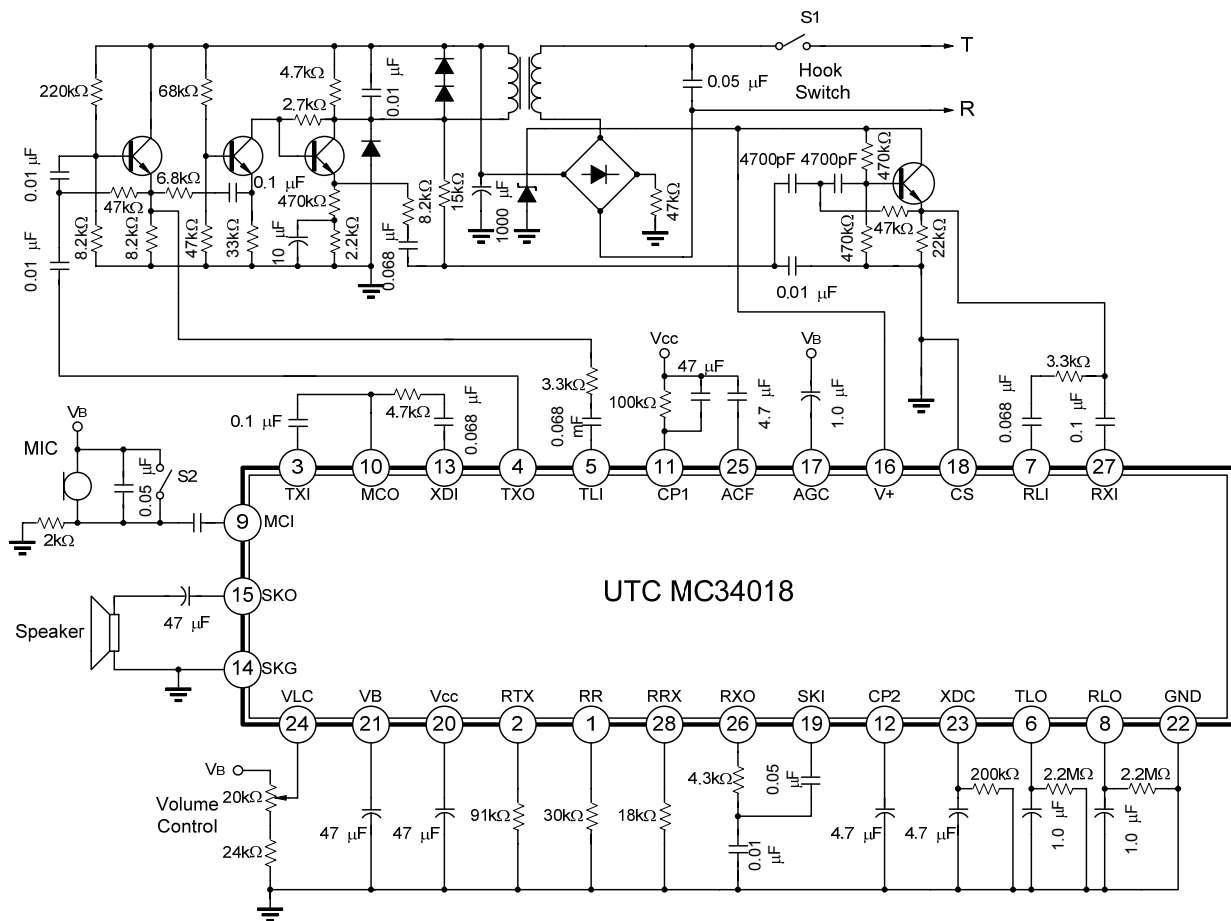 S1
T
Hook
Switch
R
0.05 µF
220kΩ
68kΩ
4.7kΩ
2.7kΩ
0.01 µF
0.01 µF
47kΩ
6.8kΩ
0.1 µF
470kΩ
8.2kΩ
15kΩ
1000 µF
47kΩ
4700pF
4700pF
470kΩ
47kΩ
470kΩ
22kΩ
0.01 µF
0.01 µF
8.2kΩ
8.2kΩ
47kΩ
33kΩ
10 µF
2.2kΩ
0.068 µF
0.1 µF
4.7kΩ
0.068 µF
3.3kΩ
0.068 mF
Vcc
47 µF
100kΩ
4.7 µF
VB
1.0 µF
3.3kΩ
0.068 µF
0.1 µF
VB
MIC
0.05 µF
S2
2kΩ
3
10
13
4
5
11
25
17
16
18
7
27
TXI
MCO
XDI
TXO
TLI
CP1
ACF
AGC
V+
CS
RLI
RXI
9
MCI
15
SKO
47 µF
Speaker
14
SKG
UTC MC34018
VLC
VB
Vcc
RTX
RR
RRX
RXO
SKI
CP2
XDC
TLO
RLO
GND
24
21
20
2
1
28
26
19
12
23
6
8
22
VB
20kΩ
Volume
Control
24kΩ
47 µF
47 µF
91kΩ
30kΩ
18kΩ
4.3kΩ
0.05 µF
0.01 µF
4.7 µF
4.7 µF
200kΩ
2.2MΩ
1.0 µF
2.2MΩ
1.0 µF